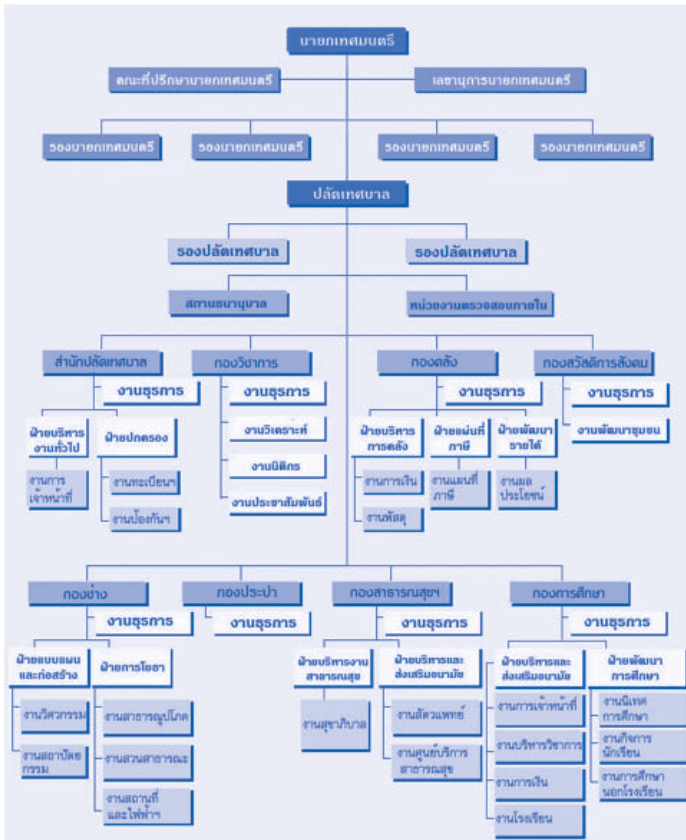 นายกเทศมนตรี
คณะที่ปรึกษานายกเทศมนตรี
เลขานุการนายกเทศมนตรี
รองนายกเทศมนตรี
รองนายกเทศมนตรี
รองนายกเทศมนตรี
รองนายกเทศมนตรี
ปลัดเทศบาล
รองปลัดเทศบาล
รองปลัดเทศบาล
สถานธนานุบาล
หน่วยงานตรวจสอบภายใน
สำนักปลัดเทศบาล
กองวิชาการ
กองคลัง
กองสวัสดิการสังคม
งานธุรการ
ฝ่ายบริหาร
งานทั่วไป
ฝ่ายปกครอง
งานการ
เจ้าหน้าที่
งานทะเบียนฯ
งานป้องกันฯ
งานธุรการ
งานวิเคราะห์
งานนิติกร
งานประชาสัมพันธ์
งานธุรการ
ฝ่ายบริหาร
การคลัง
ฝ่ายแผ่นที่
ภาษี
ฝ่ายพัฒนา
รายได้
งานการเงิน
งานพัสดุ
งานแผนที่
ภาษี
งานผล
ประโยชน์
งานธุรการ
งานพัฒนาชุมชน
กองช่าง
กองประปา
กองสาธารณสุขฯ
กองการศึกษา
งานธุรการ
ฝ่ายแบบแผน
และก่อสร้าง
ฝ่ายการโยธา
งานวิศวกรรม
งานสถาปัตย
กรรม
งานสาธารณูปโภค
งานสวนสาธารณะ
งานสถานที่
และไฟฟ้าฯ
งานธุรการ
งานธุรการ
ฝ่ายบริหารงาน
สาธารณสุข
ฝ่ายบริหารและ
ส่งเสริมอนามัย
งานสุขาภิบาล
งานสัตวแพทย์
งานศูนย์บริการ
สาธารณสุข
งานธุรการ
ฝ่ายบริหารและ
ส่งเสริมอนามัย
ฝ่ายพัฒนา
การศึกษา
งานการเจ้าหน้าที่
งานบริหารวิชาการ
งานการเงิน
งานโรงเรียน
งานนิเทศ
การศึกษา
งานกิจการ
นักเรียน
งานการศึกษา
นอกโรงเรียน